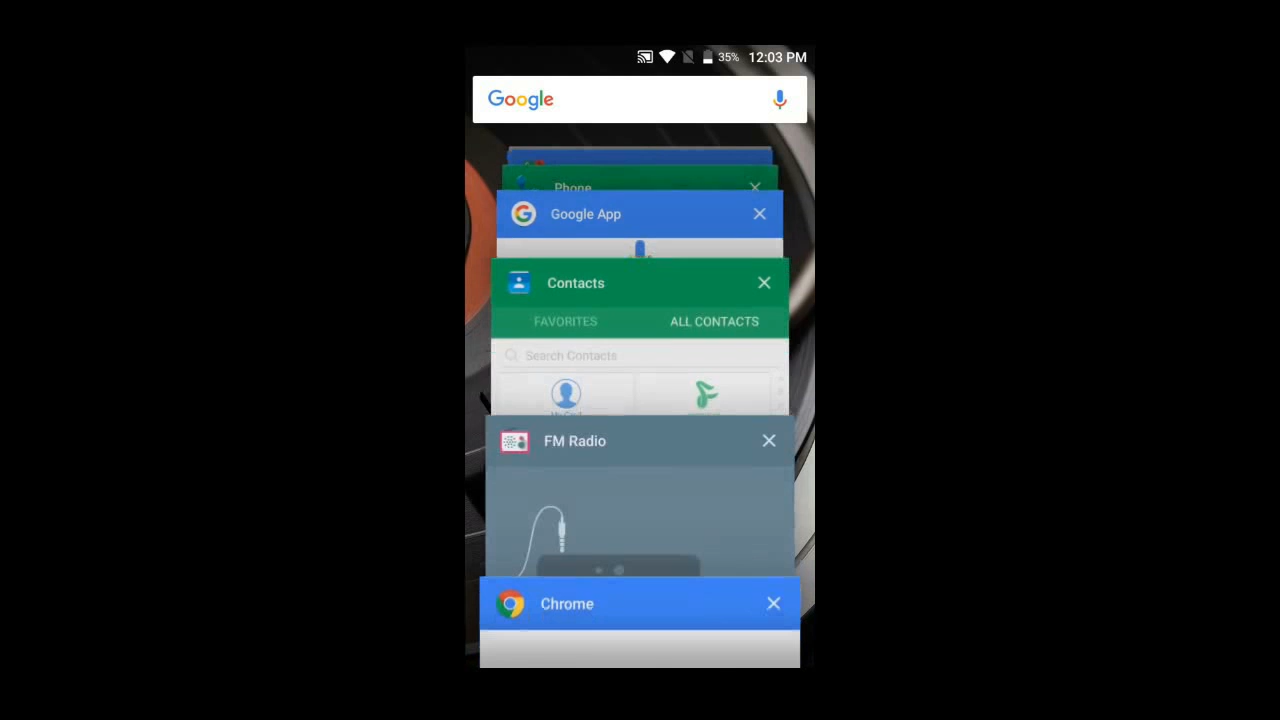 35% 12:03 PM
Google
Phone
Google App
Contacts
FAVORITES ALL CONTACTS
Search Contacts
FM Radio
Chrome